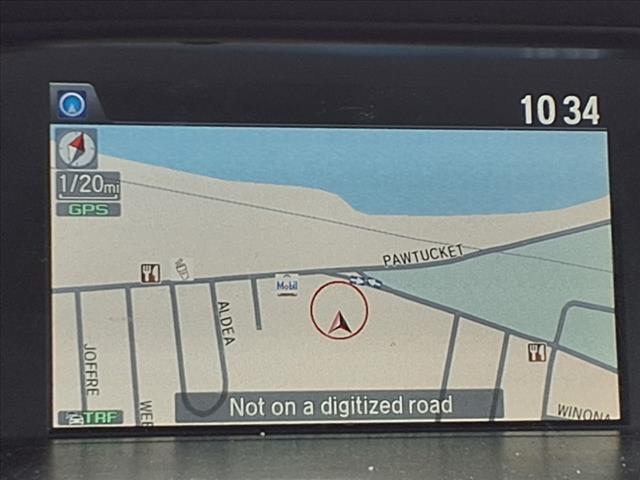 10 34
1/20mi
GPS
PAWTUCKET
Mobil
ALDEA
JOFFRE
TRF
Not on a digitized road
WINONA